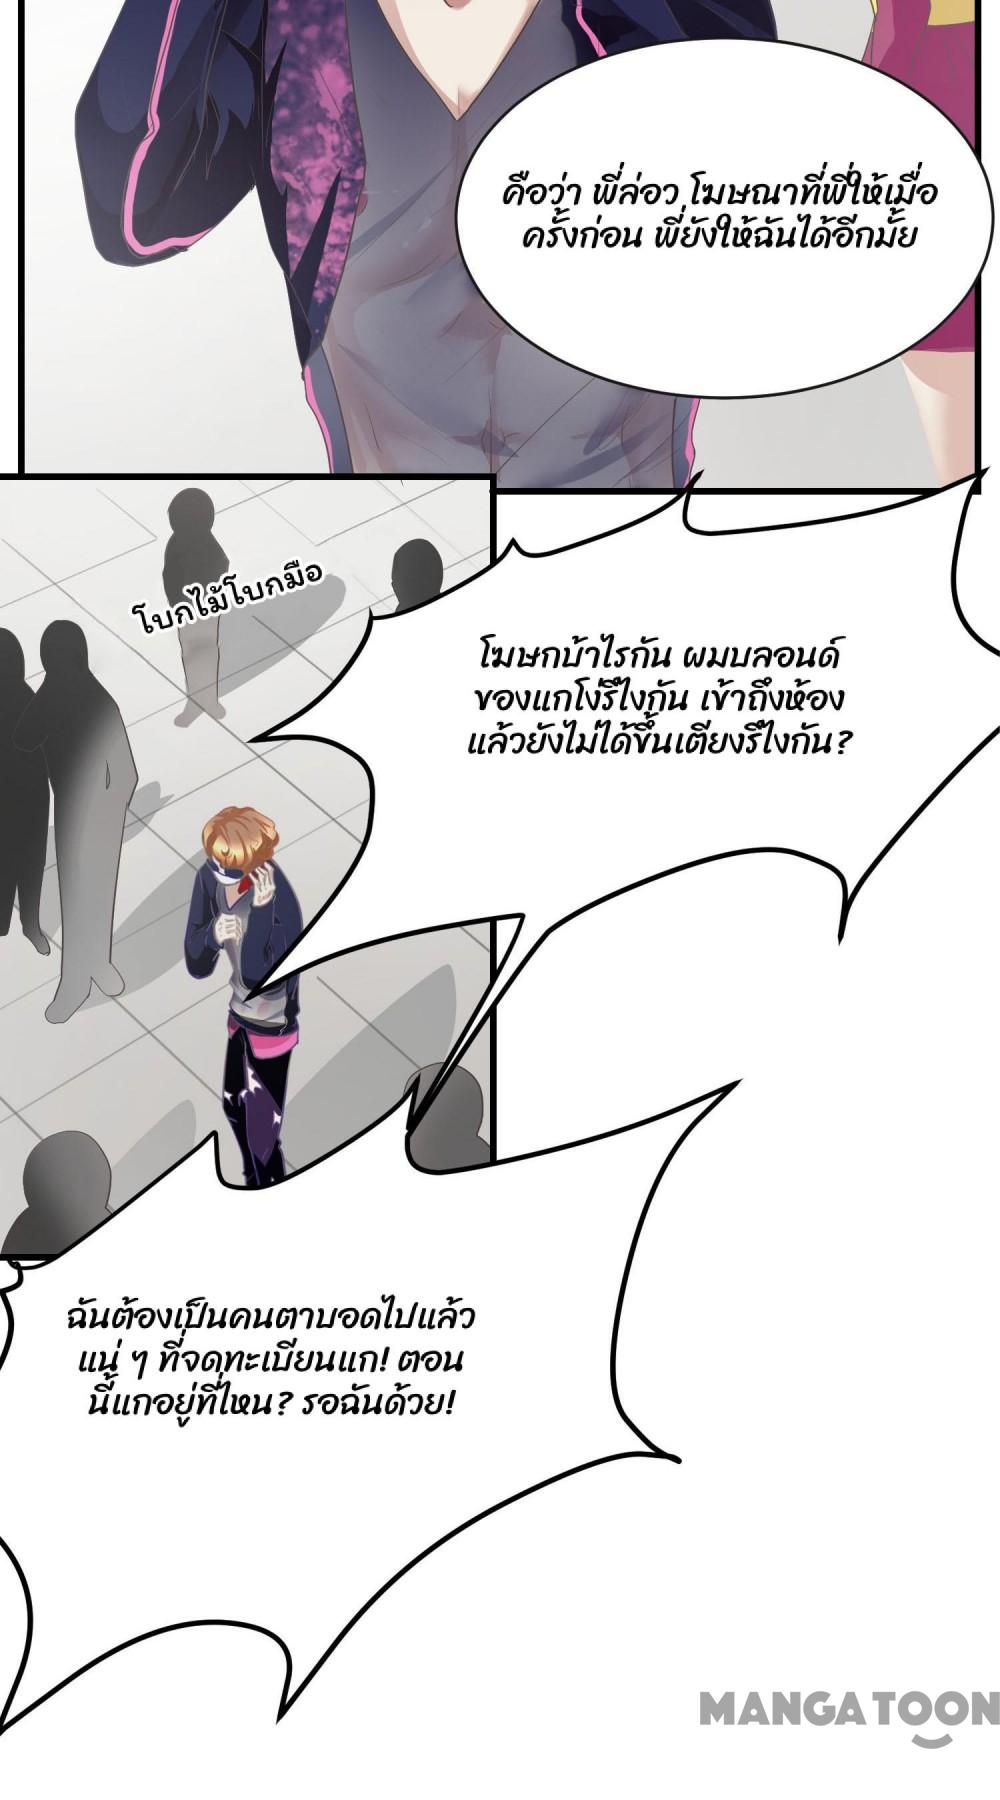 คือว่า พี่ล่อว โฆษณาที่พี่ให้เมื่อ
ครั้งก่อน พี่ยังให้ฉันได้อีกมั้ย
โบกไม้โบกมือ
โฆษกบ้าไรกัน ผมบลอนด์
ของแกโง่รึไงกัน เข้าถึงห้อง
แล้วยังไม่ได้ขึ้นเตียงรึไงกัน?
ฉันต้องเป็นคนตาบอดไปแล้ว
แน่ ๆ ที่จดทะเบียนแก! ตอน
นี้แกอยู่ที่ไหน? รอฉันด้วย!
MANGATOON